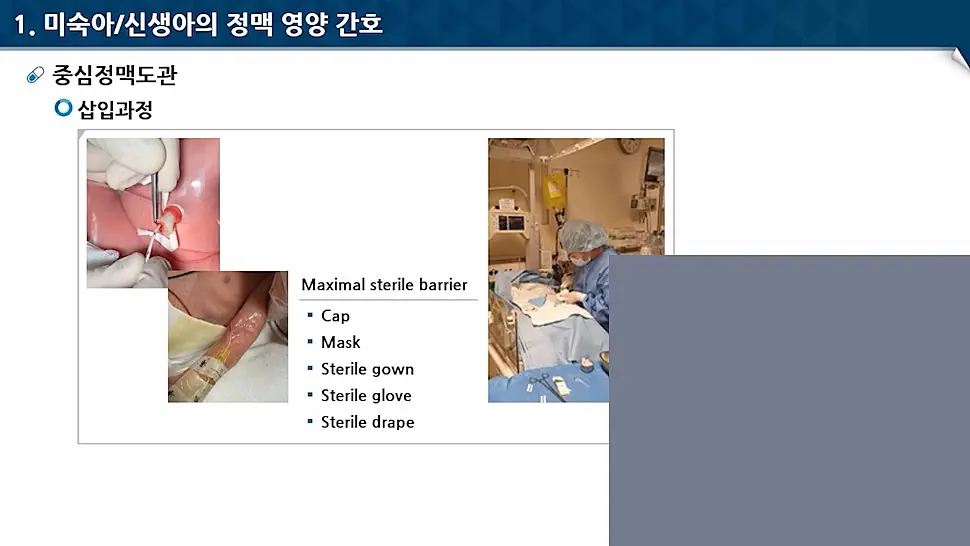 1. 미숙아/신생아의 정맥 영양 간호
중심정맥도관
삽입과정
Maximal sterile barrier
Cap
Mask
Sterile gown
Sterile glove
Sterile drape